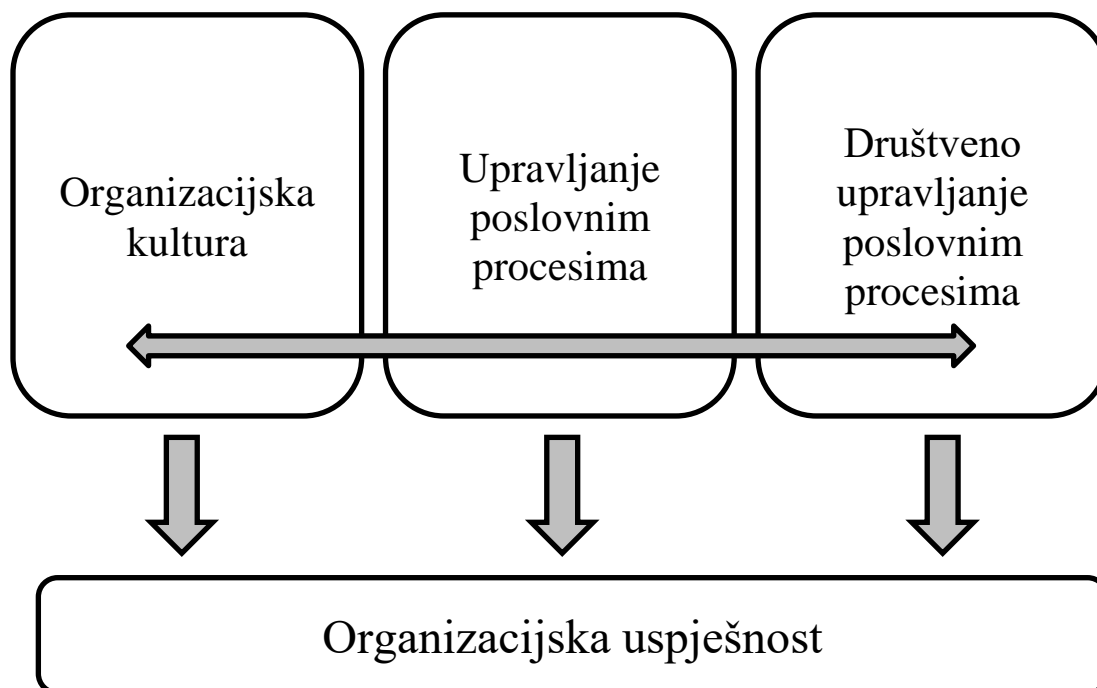 Organizacijska
kultura
Upravljanje
poslovnim
procesima
Društveno
upravljanje
poslovnim
procesima
Organizacijska uspješnost